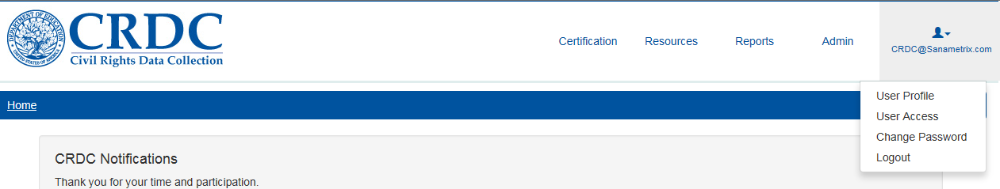 DEPARTMENT OF EDUCATION
UNITED STATES OF AMERICA
CRDC
Civil Rights Data Collection
Certification
Resources
Reports
Admin
CRDC@Sanametrix.com
User Profile
User Access
Change Password
Logout
Home
CRDC Notifications
Thank you for your time and participation.